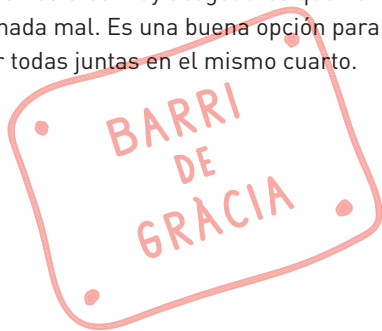 nada mal. Es una buena opción para
r todas juntas en el mismo cuarto.
BARRI
DE
GRÀCIA